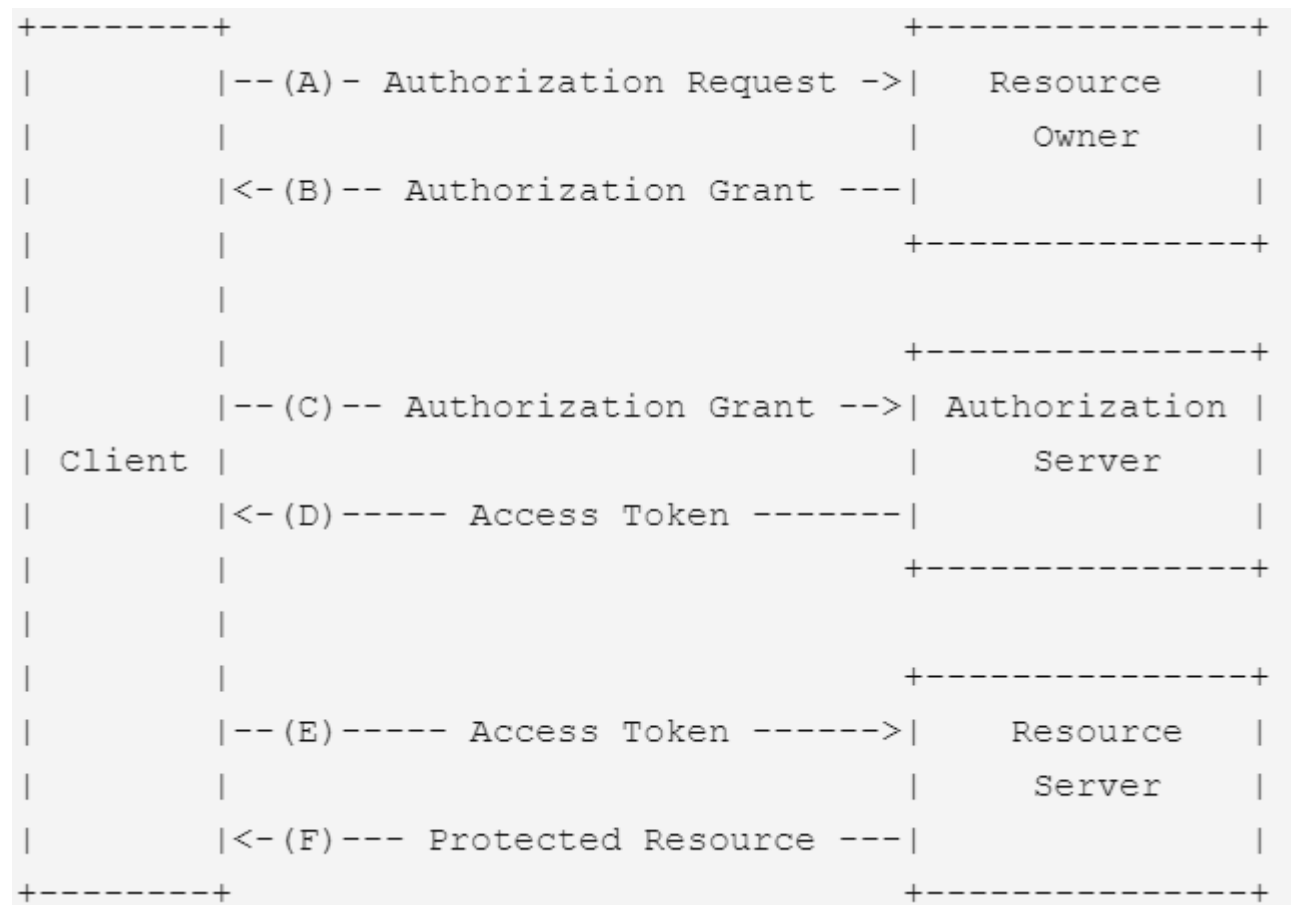 +--------+                               +---------------+
|        |--(A)- Authorization Request ->|   Resource    |
|        |                               |     Owner     |
|        |<-(B)-- Authorization Grant ---|               |
|        |                               +---------------+
|        |
|        |                               +---------------+
|        |--(C)-- Authorization Grant -->| Authorization |
| Client |                               |     Server    |
|        |<-(D)----- Access Token -------|               |
|        |                               +---------------+
|        |
|        |                               +---------------+
|        |--(E)----- Access Token ------>|    Resource   |
|        |                               |     Server    |
|        |<-(F)--- Protected Resource ---|               |
+--------+                               +---------------+